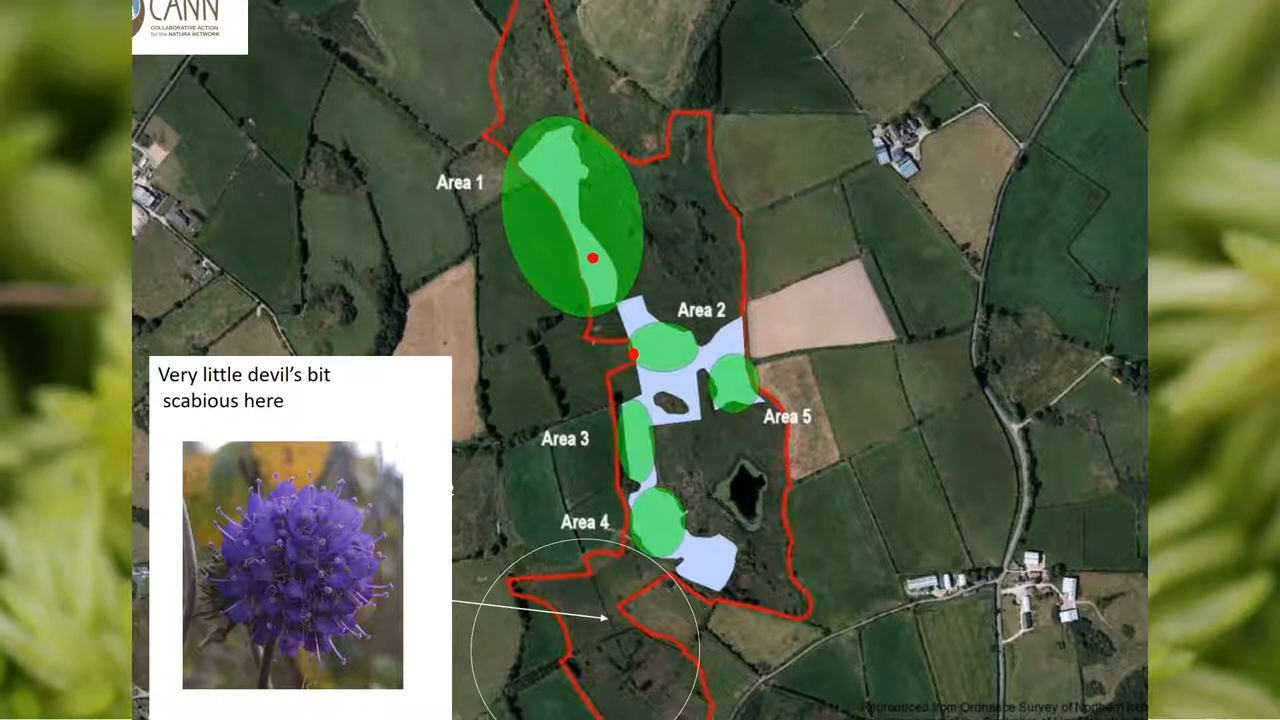 CANN
COLLABORATIVE ACTION
for the NATURA NETWORK
Area 1
Area 2
Very little devil's bit
scabious here
Area 5
Area 3
Area 4
Reproduced from Ordnance Survey of Northern